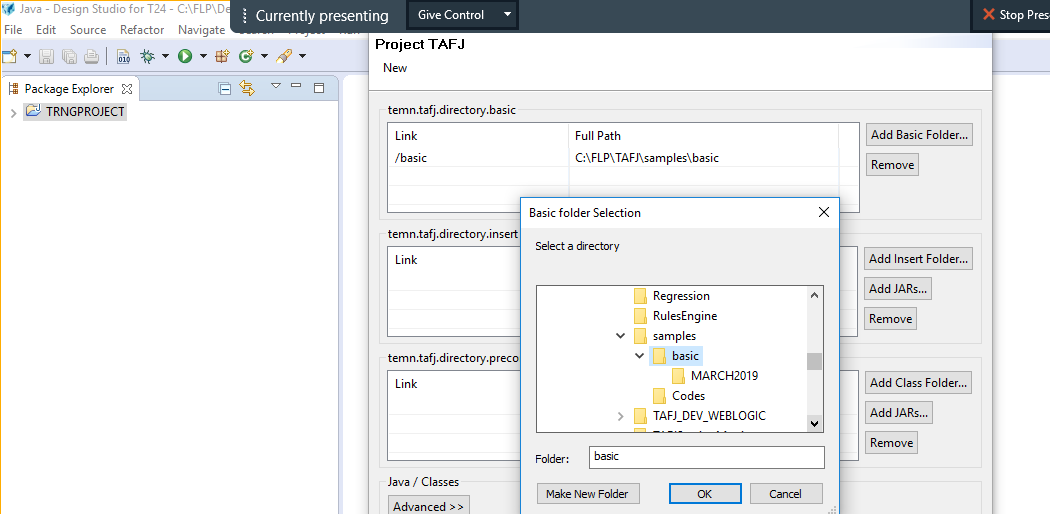 Java - Design Studio for T24 - C:\FLP\De
Currently presenting
Give Control
Stop Pres
File Edit Source Refactor
Package Explorer
TRNGPROJECT
Project TAFJ
New
temn.tafj.directory.basic
Link Full Path
/basic C:\FLP\TAFJ\samples\basic
Add Basic Folder...
Remove
temn.tafj.directory.insert
Link
Add Insert Folder...
Add JARs...
Remove
temn.tafj.directory.preco
Link
Add Class Folder...
Add JARs...
Remove
Java / Classes
Advanced >>
Basic folder Selection
Select a directory
Regression
RulesEngine
samples
basic
MARCH2019
Codes
TAFJ_DEV_WEBLOGIC
Folder: basic
Make New Folder OK Cancel